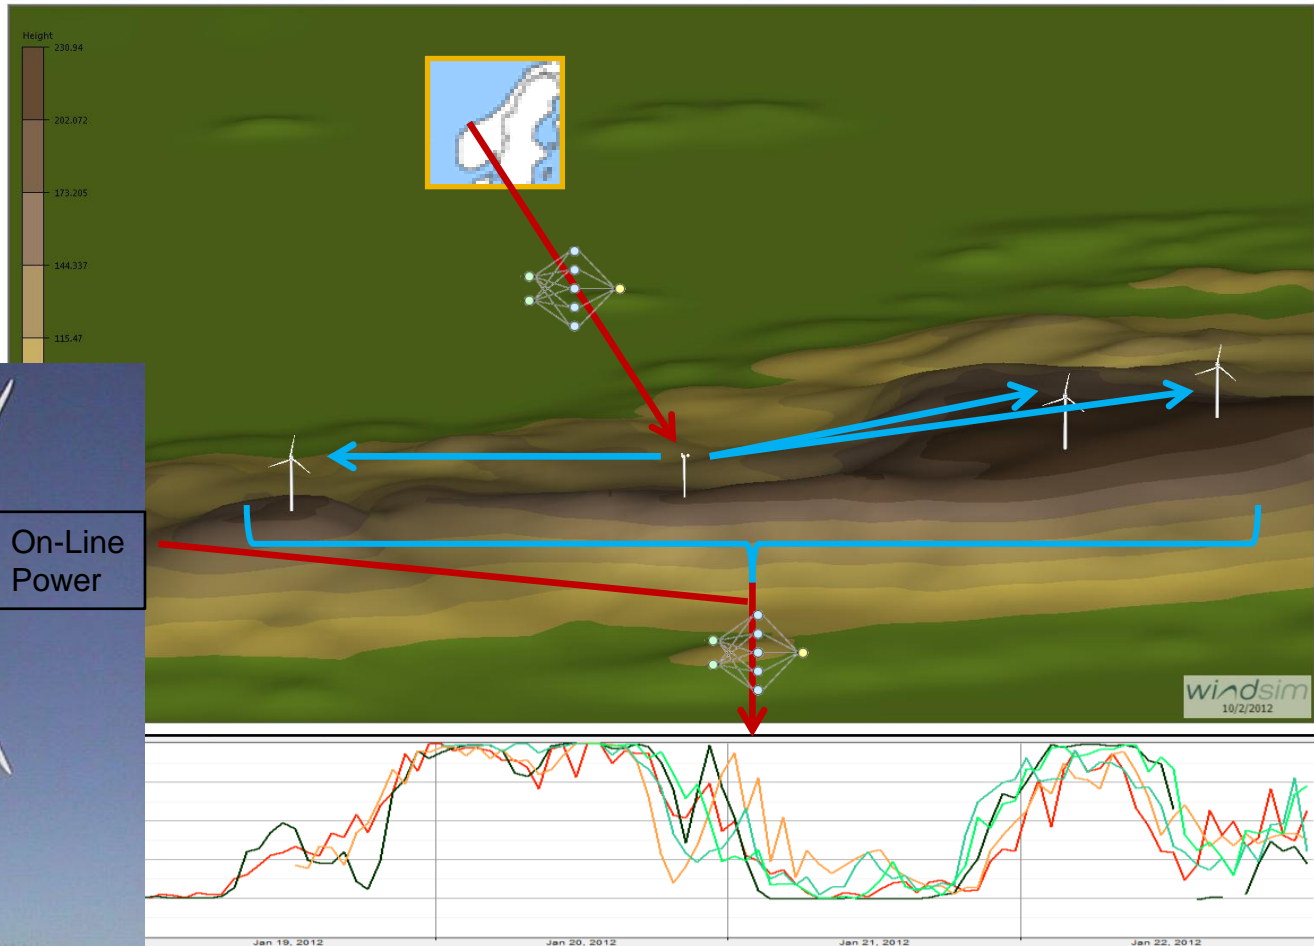 Height
230.94
202.072
173.205
144.337
115.47
On-Line
Power
windsim
10/2/2012
Jan 19, 2012
Jan 20, 2012
Jan 21, 2012
Jan 22, 2012